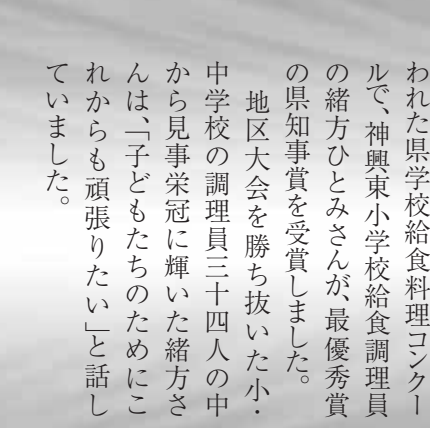 われた県学校給食料理コンクー
ルで、神興東小学校給食調理員
の緒方ひとみさんが、最優秀賞
の県知事賞を受賞しました。
　地区大会を勝ち抜いた小・
中学校の調理員三十四人の中
から見事栄冠に輝いた緒方さ
んは、「子どもたちのためにこ
れからも頑張りたい」と話し
ていました。